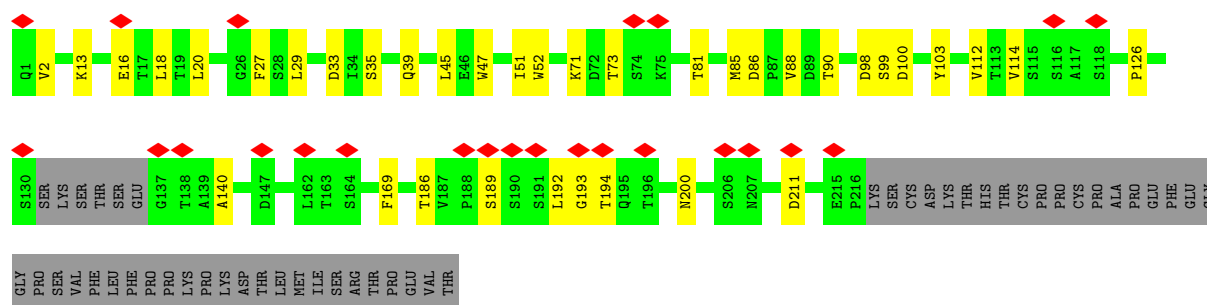 Q1 V2 K13 E16 T17 L18 T19 L20 G26 F27 S28 L29 D33 I34 S35 Q39 L45 E46 W47 I51 W52 K71 D72 T73 S74 K75 T81 M85 D86 P87 V88 D89 T90 D98 S99 D100 Y103 V112 T113 V114 S115 S116 A117 S118 P126
S130 SER LYS SER THR SER GLU G137 T138 A139 A140 D147 L162 T163 S164 F169 T186 V187 P188 S189 S190 S191 L192 G193 T194 Q195 T196 N200 S206 N207 D211 E215 P216 LYS SER CYS ASP LYS THR HIS THR CYS PRO PRO CYS PRO ALA PRO GLU PHE GLU GLY
GLY PRO SER VAL PHE LEU PHE PRO PRO LYS PRO LYS ASP THR LEU MET ILE SER ARG THR PRO GLU VAL THR